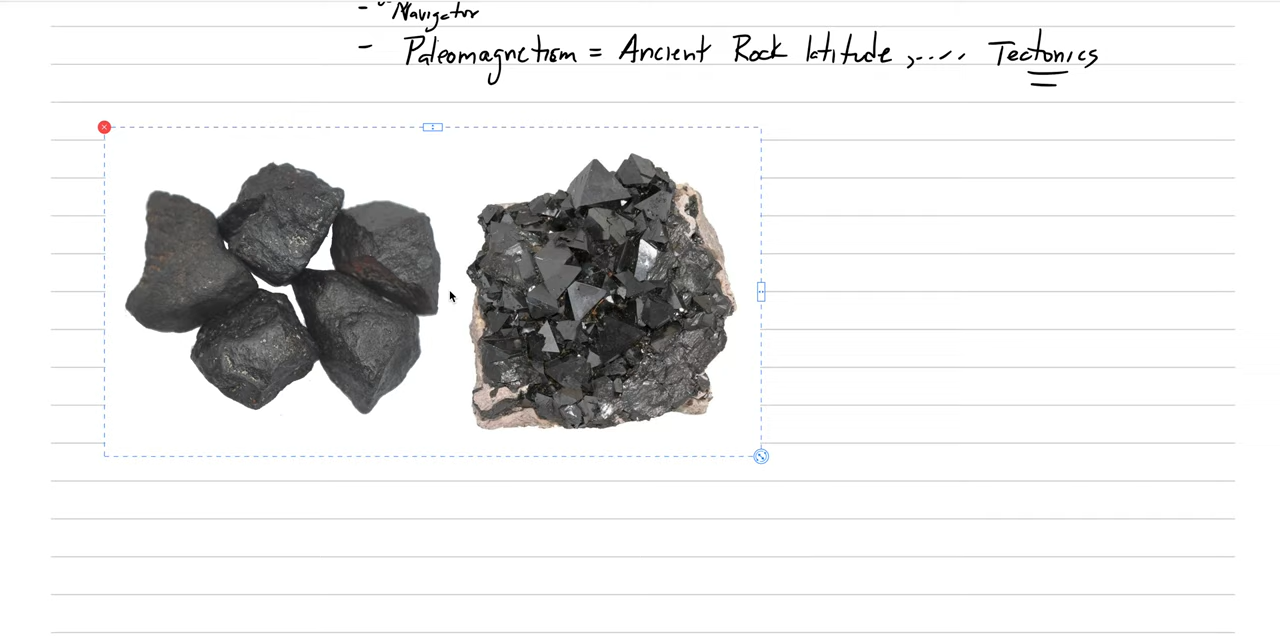 - Navigator
- Paleomagnetism = Ancient Rock latitude ,.... Tectonics